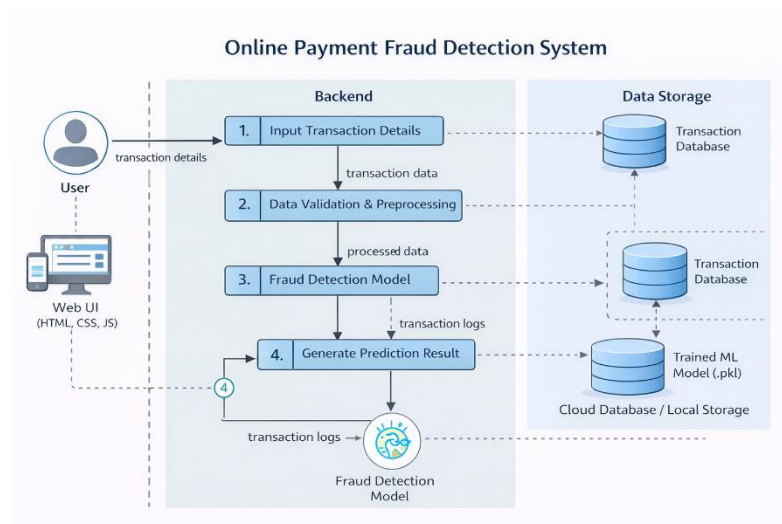 Online Payment Fraud Detection System
Backend
Data Storage
1. Input Transaction Details
Transaction
Database
transaction details
User
transaction data
2. Data Validation & Preprocessing
processed data
3. Fraud Detection Model
Transaction
Database
Web UI
(HTML, CSS, JS)
transaction logs
4. Generate Prediction Result
Trained ML
Model (.pkl)
4
Cloud Database / Local Storage
transaction logs
Fraud Detection
Model